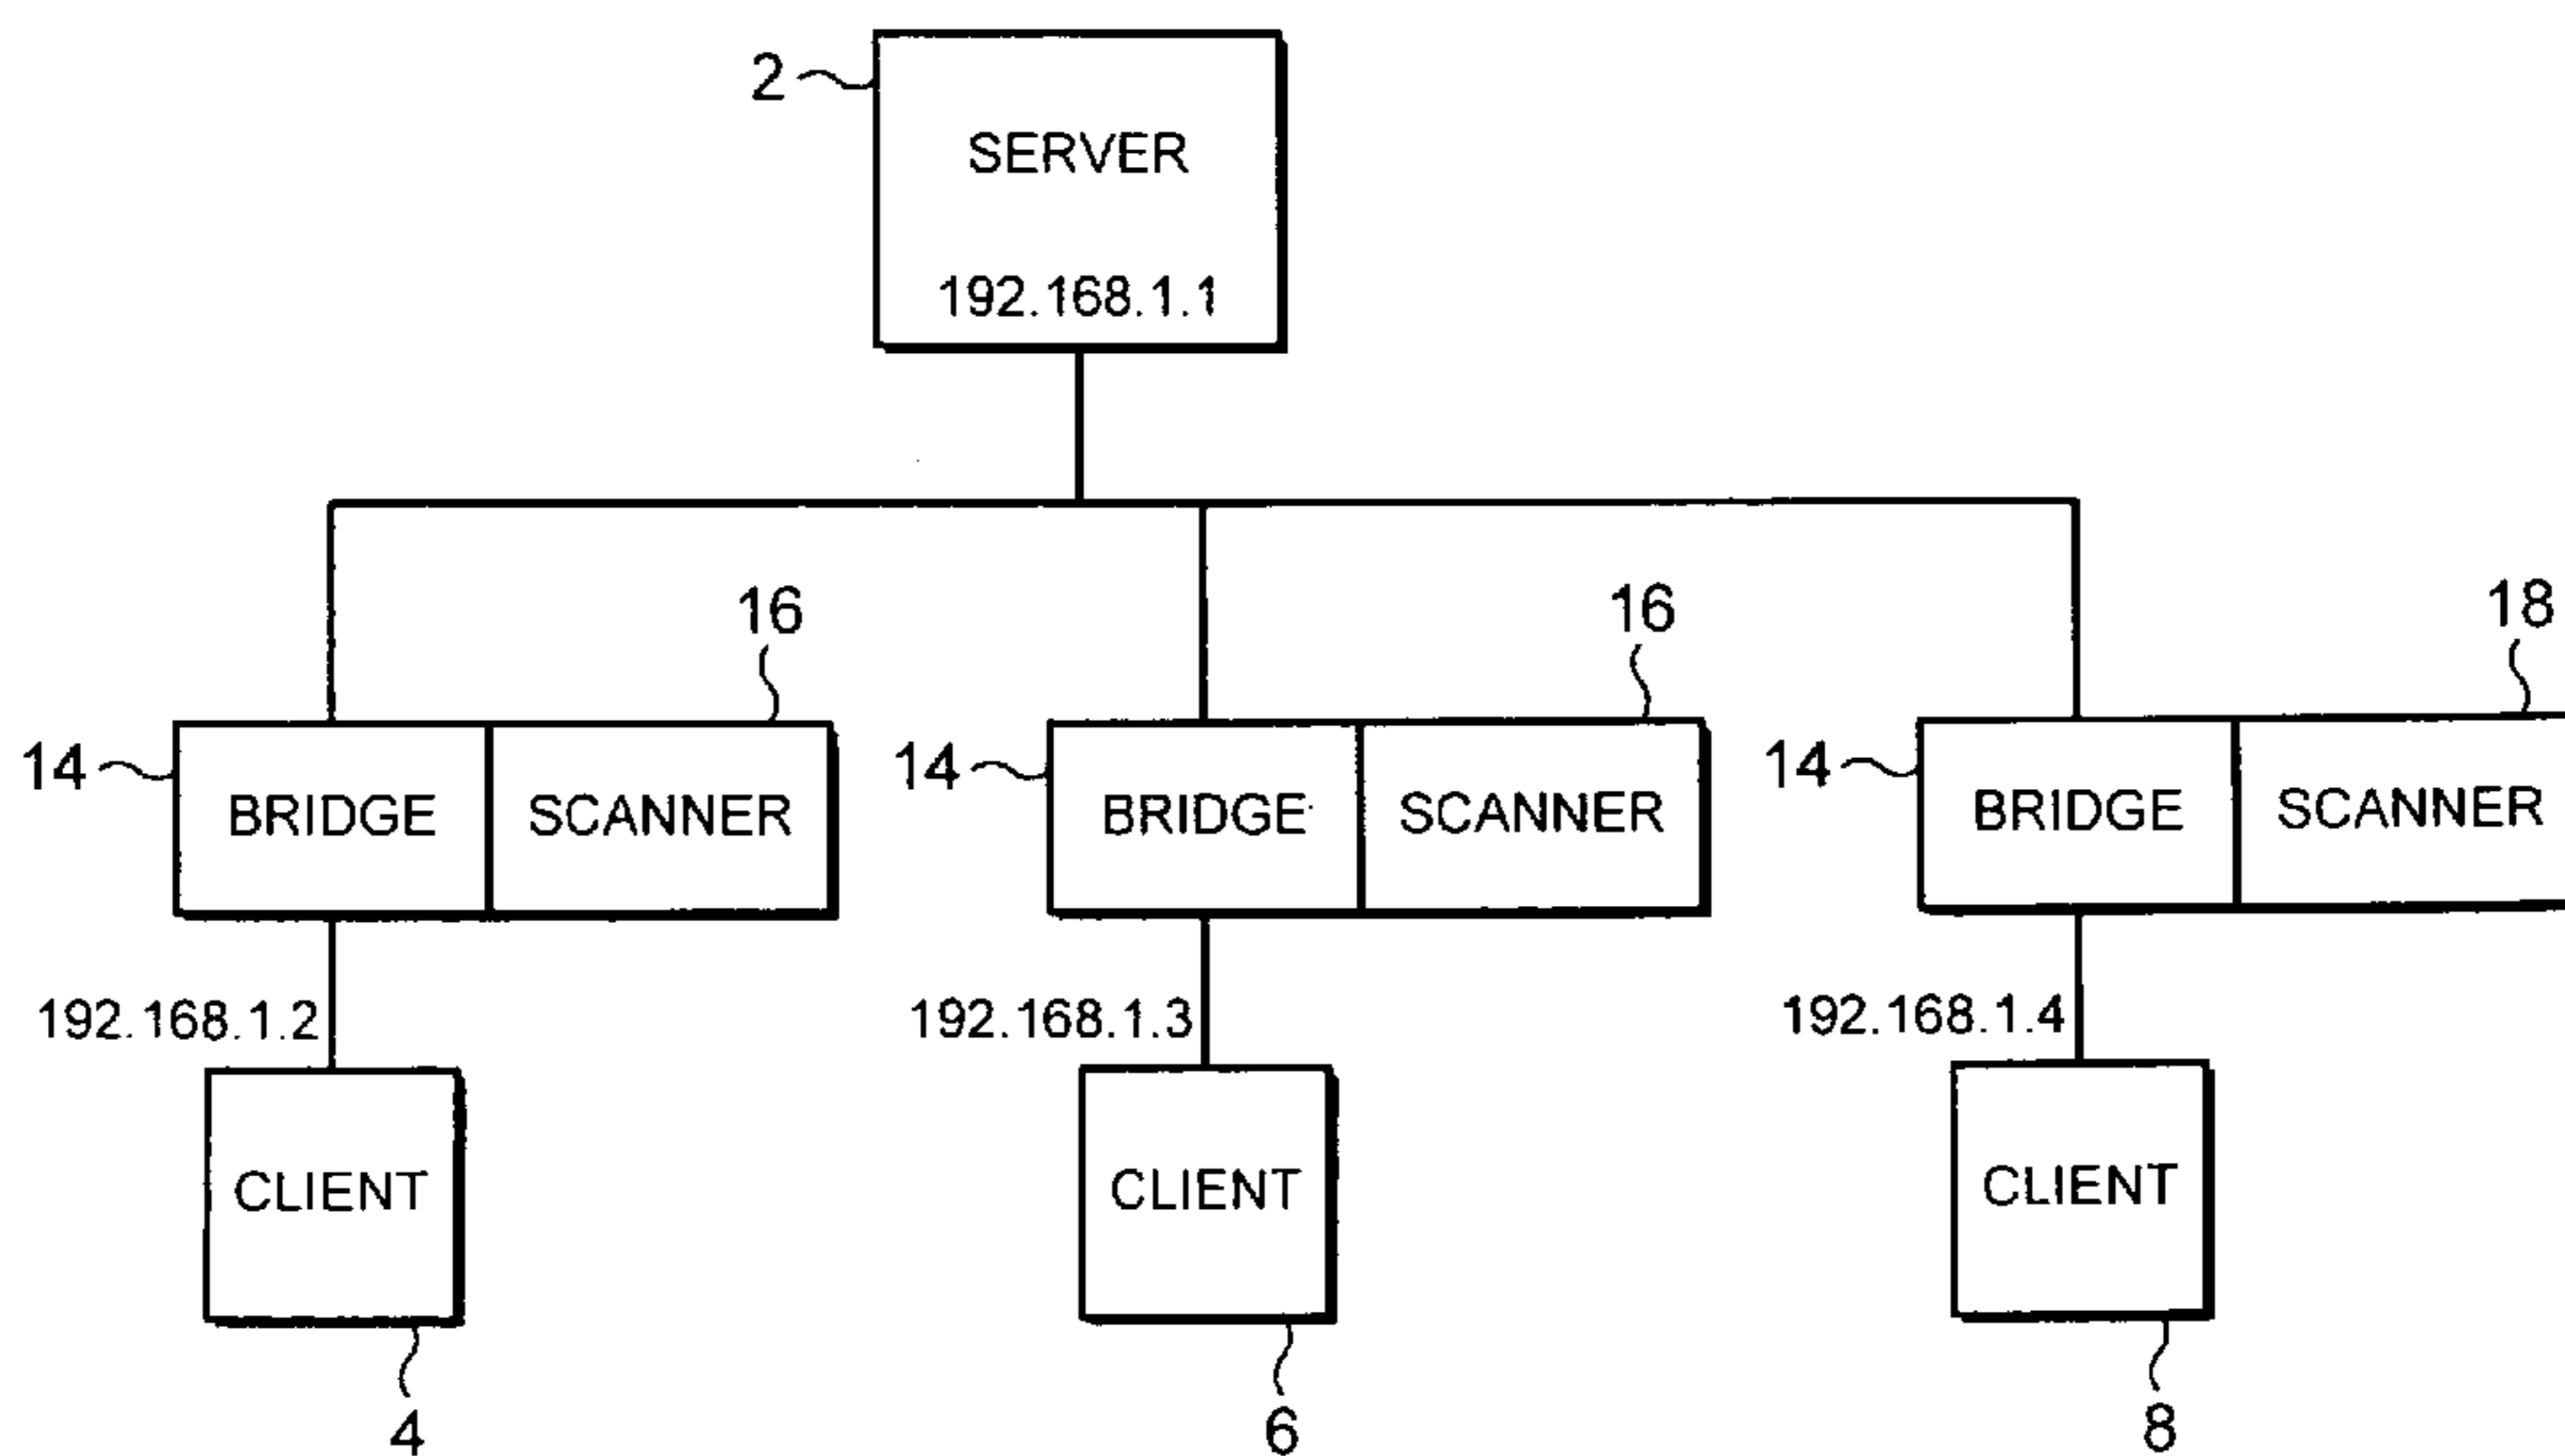 2
SERVER
192.168.1.1
16
16
18
14
BRIDGE
SCANNER
14
BRIDGE
SCANNER
14
BRIDGE
SCANNER
192.168.1.2
192.168.1.3
192.168.1.4
CLIENT
CLIENT
CLIENT
4
6
8